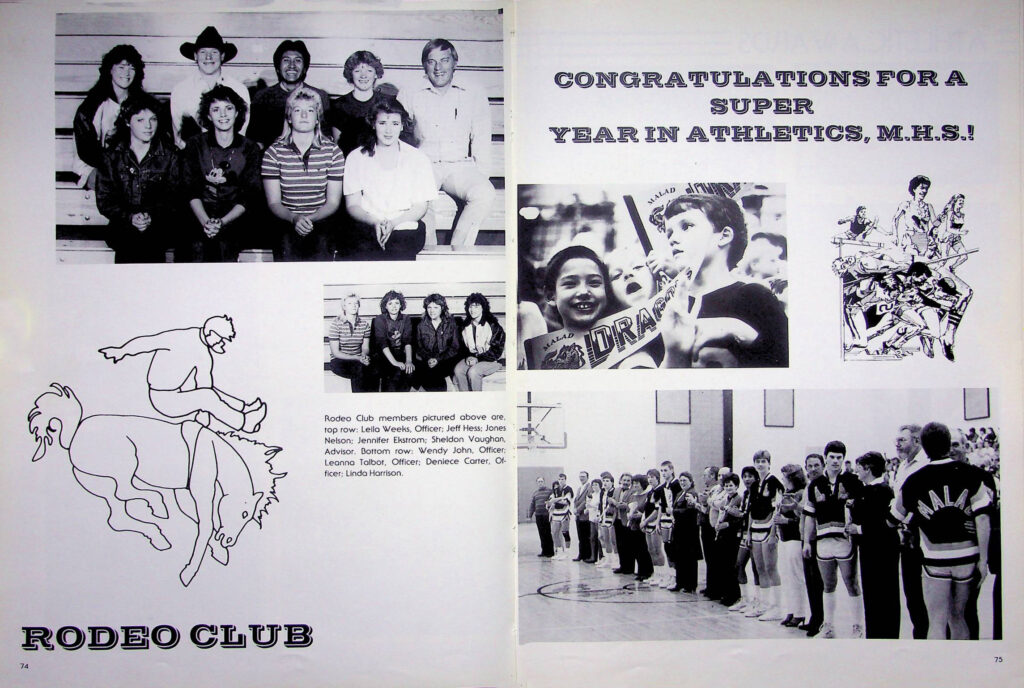 Rodeo Club members pictured above are,
top row: Leila Weeks, Officer; Jeff Hess; Jones
Nelson; Jennifer Ekstrom; Sheldon Vaughan,
Advisor. Bottom row: Wendy John, Officer;
Leanna Talbot, Officer; Deniece Carter, Of-
ficer; Linda Harrison.
RODEO CLUB
74
CONGRATULATIONS FOR A
SUPER
YEAR IN ATHLETICS, M.H.S.!
MALAD
MALAD
DRAG
MALA
75